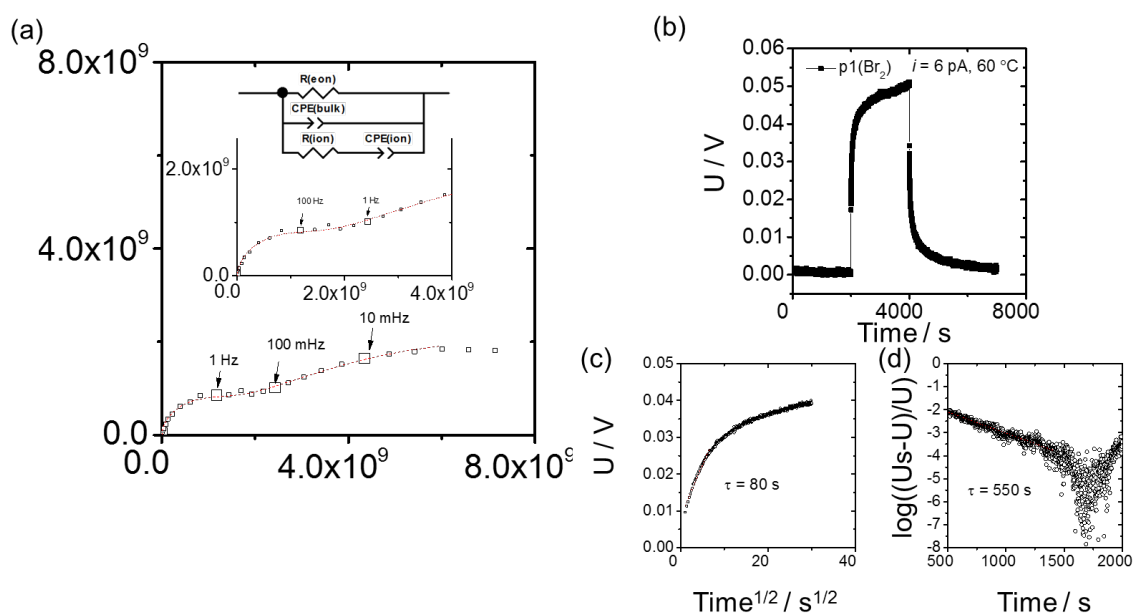 (a)
8.0x10⁹
4.0x10⁹
0.0
0.0
4.0x10⁹
8.0x10⁹
R(eon)
CPE(bulk)
R(ion)
CPE(ion)
2.0x10⁹
0.0
0.0
2.0x10⁹
4.0x10⁹
100 Hz
1 Hz
1 Hz
100 mHz
10 mHz
(b)
U / V
0.06
0.05
0.04
0.03
0.02
0.01
0.00
p1(Br₂)
i = 6 pA, 60 °C
0
4000
8000
Time / s
(c)
U / V
0.05
0.04
0.03
0.02
0.01
0.00
τ = 80 s
0
20
40
Time¹ᐟ² / s¹ᐟ²
(d)
log((Us-U)/U)
0
-1
-2
-3
-4
-5
-6
-7
-8
τ = 550 s
500
1000
1500
2000
Time / s